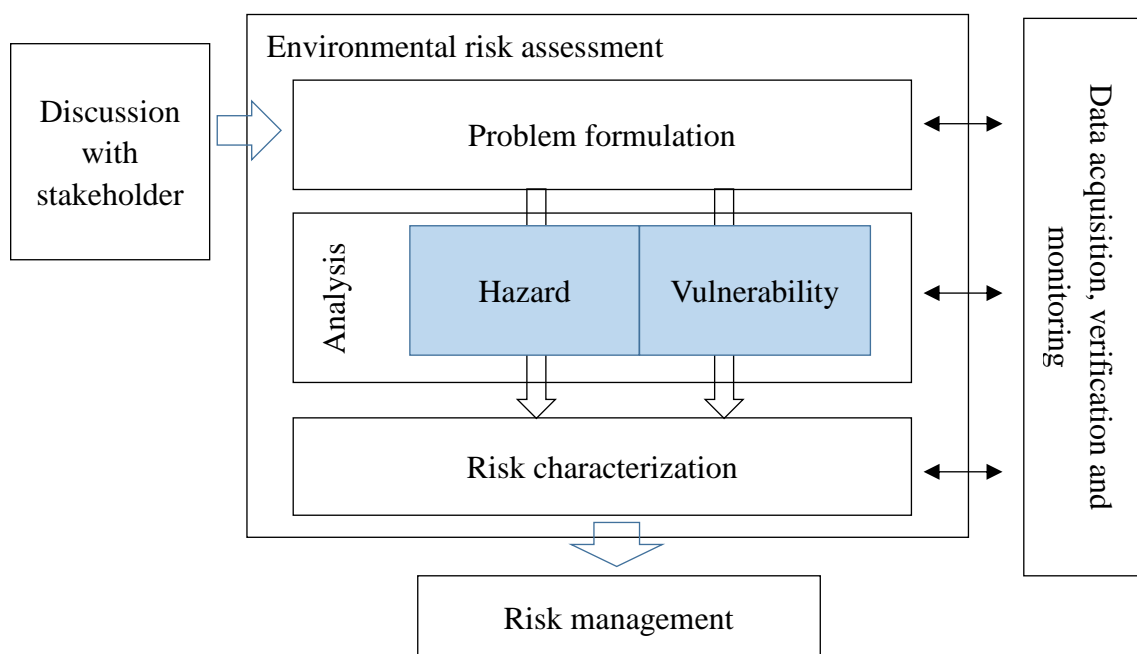 Environmental risk assessment
Discussion
with
stakeholder
Problem formulation
Analysis
Hazard
Vulnerability
Risk characterization
Risk management
Data acquisition, verification and
monitoring